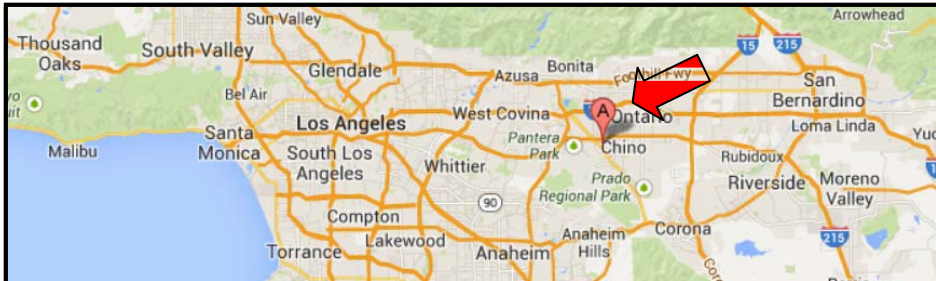 Sun Valley
Arrowhead
Thousand
Oaks
South Valley
15
215
Glendale
Bonita
Azusa
Foothill Fwy
San
Bernardino
Bel Air
A
Ontario
West Covina
Los Angeles
Loma Linda
Santa
Monica
Pantera
Park
Chino
Malibu
South Los
Angeles
Whittier
Rubidoux
Prado
Regional Park
Riverside
Moreno
Valley
90
Compton
Anaheim
Hills
Corona
Torrance
Lakewood
Anaheim
215